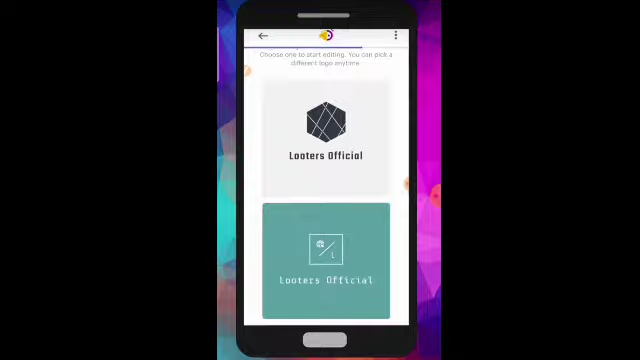 Choose one to start editing. You can pick a
different logo anytime
Looters Official
L
Looters Official